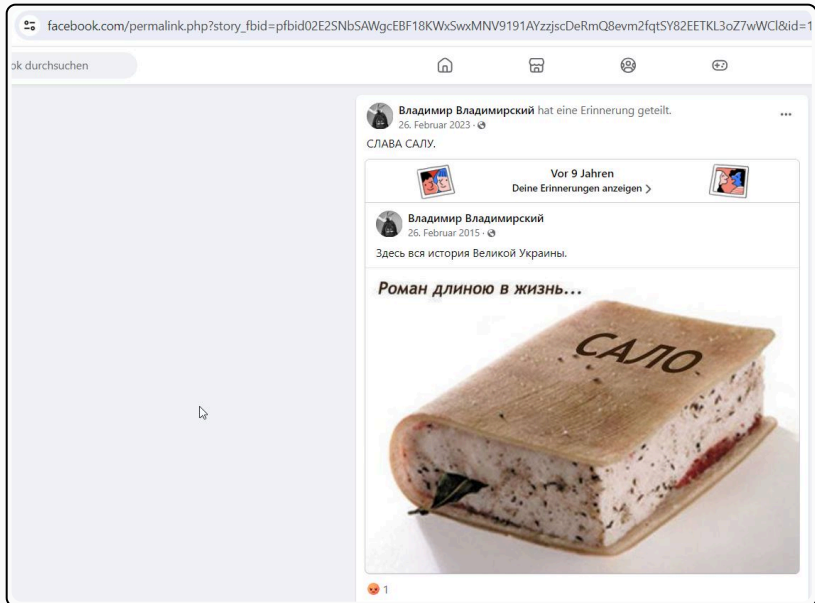 facebook.com/permalink.php?story_fbid=pfbid02E2SNbSAWgcEBF18KWxSwxMNV9191AYzzjscDeRmQ8evm2fqtSY82EETKL3oZ7wWCl&id=1
ok durchsuchen
Владимир Владимирский hat eine Erinnerung geteilt.
26. Februar 2023 ·
СЛАВА САЛУ.
Vor 9 Jahren
Deine Erinnerungen anzeigen >
Владимир Владимирский
26. Februar 2015 ·
Здесь вся история Великой Украины.
Роман длиною в жизнь...
САЛО
1